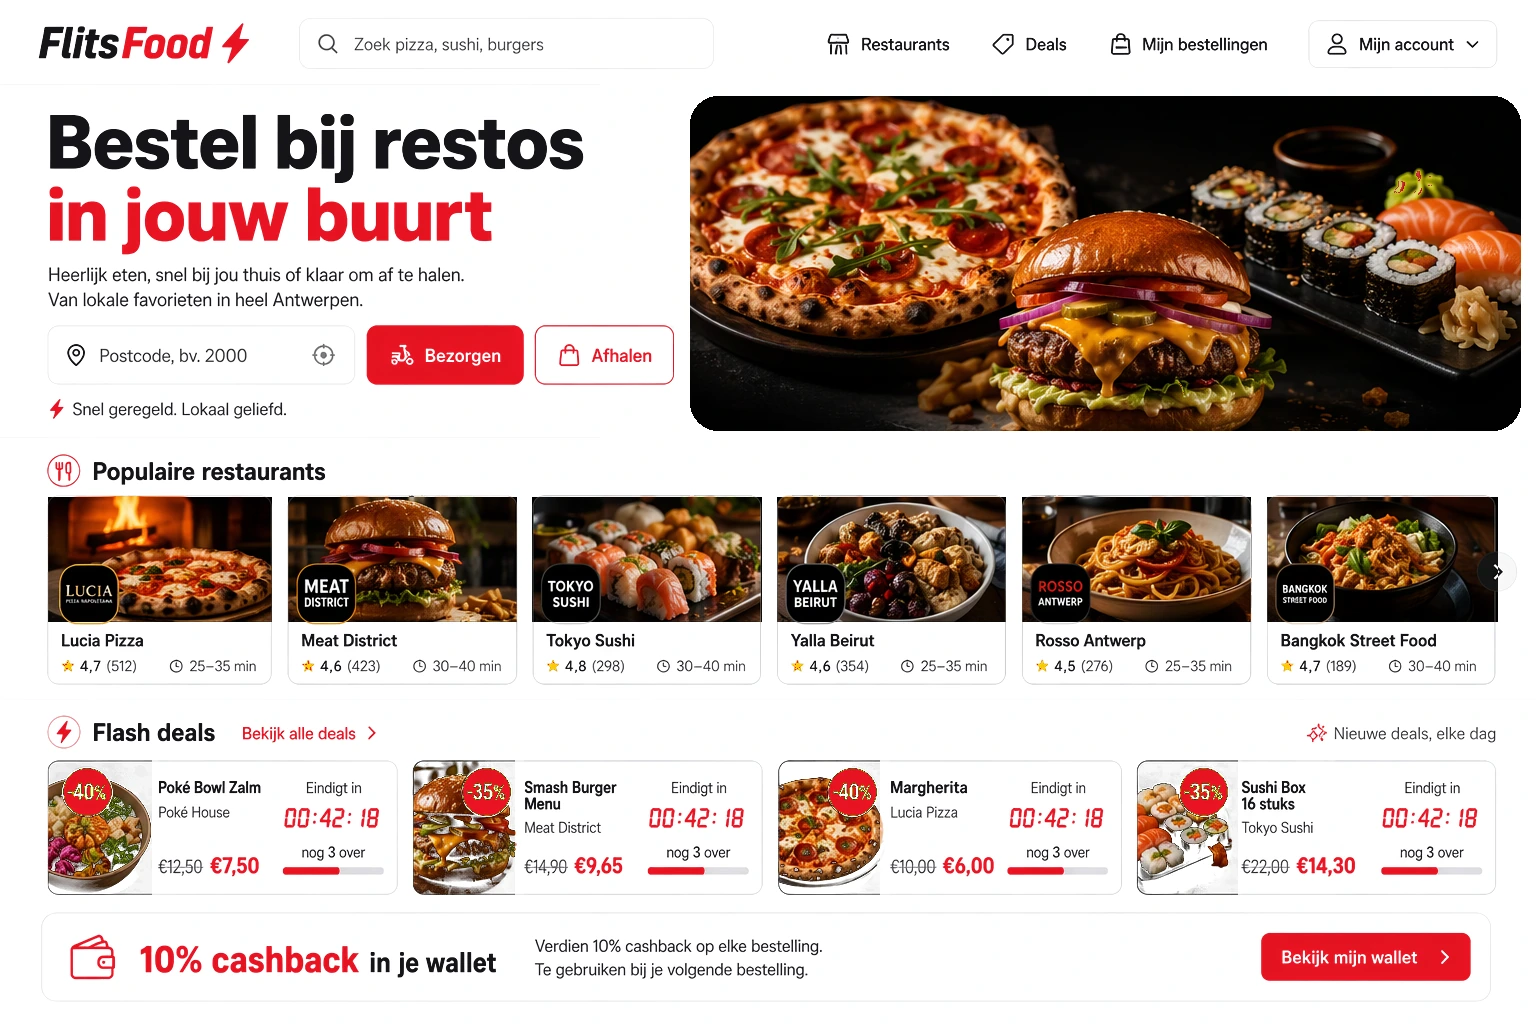 FlitsFood
Zoek pizza, sushi, burgers
Restaurants
Deals
Mijn bestellingen
Mijn account
Bestel bij restos
in jouw buurt
Heerlijk eten, snel bij jou thuis of klaar om af te halen.
Van lokale favorieten in heel Antwerpen.
Postcode, bv. 2000
Bezorgen
Afhalen
Snel geregeld. Lokaal geliefd.
Populaire restaurants
LUCIA
PIZZA NAPOLETANA
Lucia Pizza
4,7 (512)
25–35 min
MEAT
DISTRICT
Meat District
4,6 (423)
30–40 min
TOKYO
SUSHI
Tokyo Sushi
4,8 (298)
30–40 min
YALLA
BEIRUT
Yalla Beirut
4,6 (354)
25–35 min
ROSSO
ANTWERP
Rosso Antwerp
4,5 (276)
25–35 min
BANGKOK
STREET FOOD
Bangkok Street Food
4,7 (189)
30–40 min
Flash deals
Bekijk alle deals
Nieuwe deals, elke dag
-40%
Poké Bowl Zalm
Poké House
€12,50 €7,50
Eindigt in
00:42:18
nog 3 over
-35%
Smash Burger
Menu
Meat District
€14,90 €9,65
Eindigt in
00:42:18
nog 3 over
-40%
Margherita
Lucia Pizza
€10,00 €6,00
Eindigt in
00:42:18
nog 3 over
-35%
Sushi Box
16 stuks
Tokyo Sushi
€22,00 €14,30
Eindigt in
00:42:18
nog 3 over
10% cashback in je wallet
Verdien 10% cashback op elke bestelling.
Te gebruiken bij je volgende bestelling.
Bekijk mijn wallet